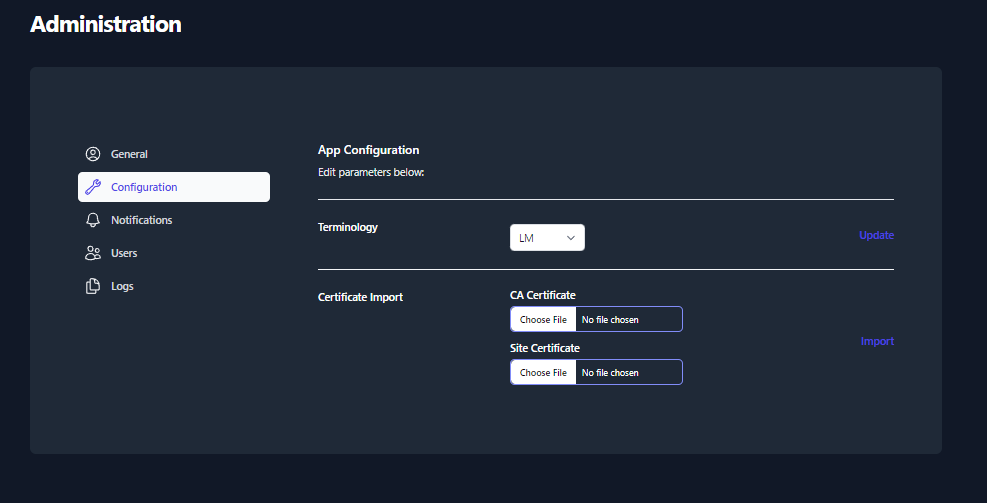 Administration
General
Configuration
Notifications
Users
Logs
App Configuration
Edit parameters below:
Terminology
LM
Update
Certificate Import
CA Certificate
Choose File No file chosen
Site Certificate
Choose File No file chosen
Import